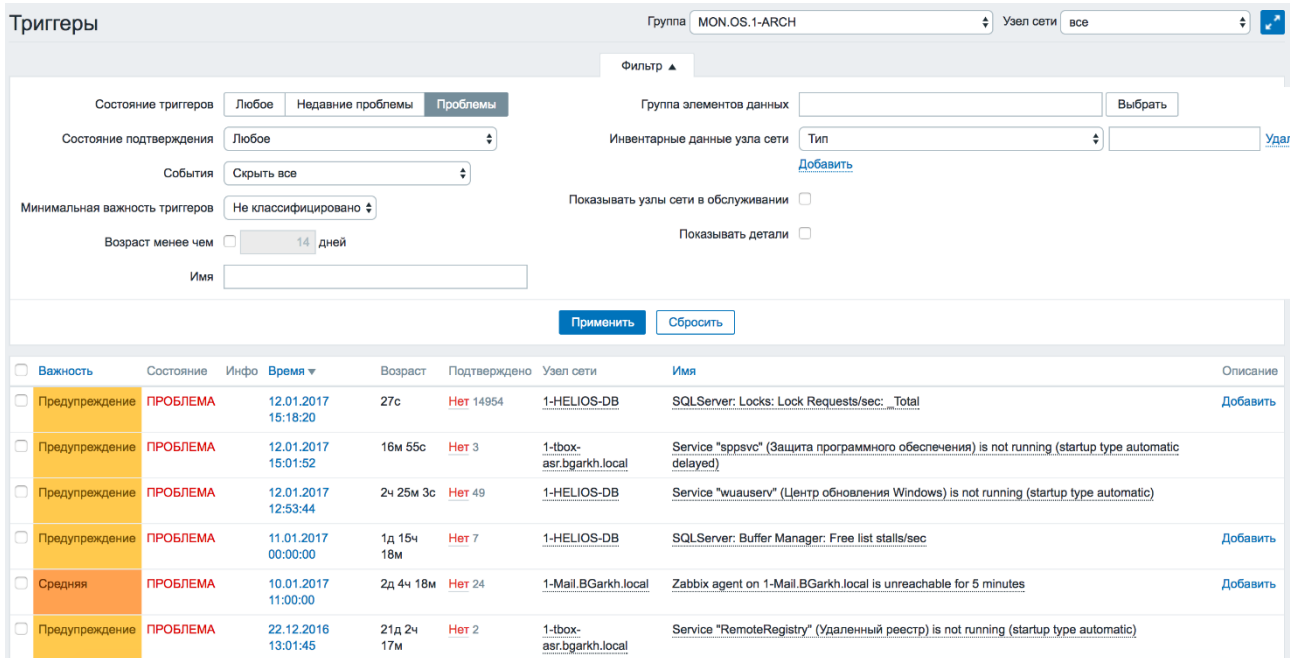 Триггеры
Группа MON.OS.1-ARCH Узел сети все
Фильтр ▲
Состояние триггеров Любое Недавние проблемы Проблемы
Группа элементов данных Выбрать
Состояние подтверждения Любое
Инвентарные данные узла сети Тип Удал
Добавить
События Скрыть все
Показывать узлы сети в обслуживании
Минимальная важность триггеров Не классифицировано
Показывать детали
Возраст менее чем 14 дней
Имя
Применить Сбросить
Важность Состояние Инфо Время ▼ Возраст Подтверждено Узел сети Имя Описание
Предупреждение ПРОБЛЕМА 12.01.2017 27с Нет 14954 1-HELIOS-DB SQLServer: Locks: Lock Requests/sec: _Total Добавить
15:18:20
Предупреждение ПРОБЛЕМА 12.01.2017 16м 55с Нет 3 1-tbox- Service "sppsvc" (Защита программного обеспечения) is not running (startup type automatic
15:01:52 asr.bgarkh.local delayed)
Предупреждение ПРОБЛЕМА 12.01.2017 2ч 25м 3с Нет 49 1-HELIOS-DB Service "wuauserv" (Центр обновления Windows) is not running (startup type automatic)
12:53:44
Предупреждение ПРОБЛЕМА 11.01.2017 1д 15ч Нет 7 1-HELIOS-DB SQLServer: Buffer Manager: Free list stalls/sec Добавить
00:00:00 18м
Средняя ПРОБЛЕМА 10.01.2017 2д 4ч 18м Нет 24 1-Mail.BGarkh.local Zabbix agent on 1-Mail.BGarkh.local is unreachable for 5 minutes Добавить
11:00:00
Предупреждение ПРОБЛЕМА 22.12.2016 21д 2ч Нет 2 1-tbox- Service "RemoteRegistry" (Удаленный реестр) is not running (startup type automatic)
13:01:45 17м asr.bgarkh.local